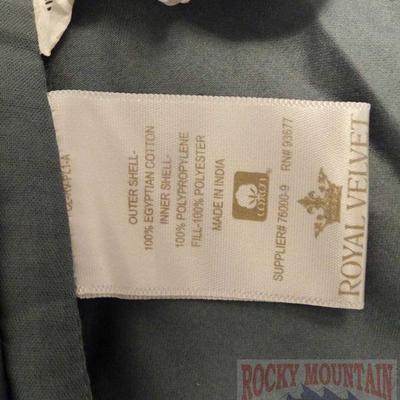 OUTER SHELL-
100% EGYPTIAN COTTON
INNER SHELL-
100% POLYPROPYLENE
FILL-100% POLYESTER
MADE IN INDIA
cotton
SUPPLIER# 76000-9 RN# 93677
ROYAL VELVET
ROCKY MOUNTAIN